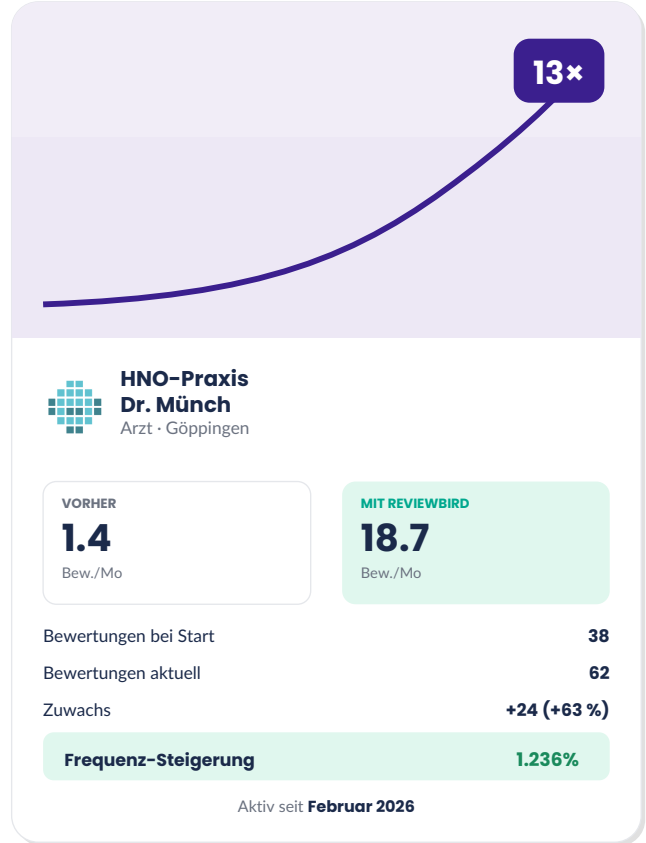 13×
HNO-Praxis
Dr. Münch
Arzt · Göppingen
VORHER
1.4
Bew./Mo
MIT REVIEWBIRD
18.7
Bew./Mo
Bewertungen bei Start 38
Bewertungen aktuell 62
Zuwachs +24 (+63 %)
Frequenz-Steigerung 1.236%
Aktiv seit Februar 2026